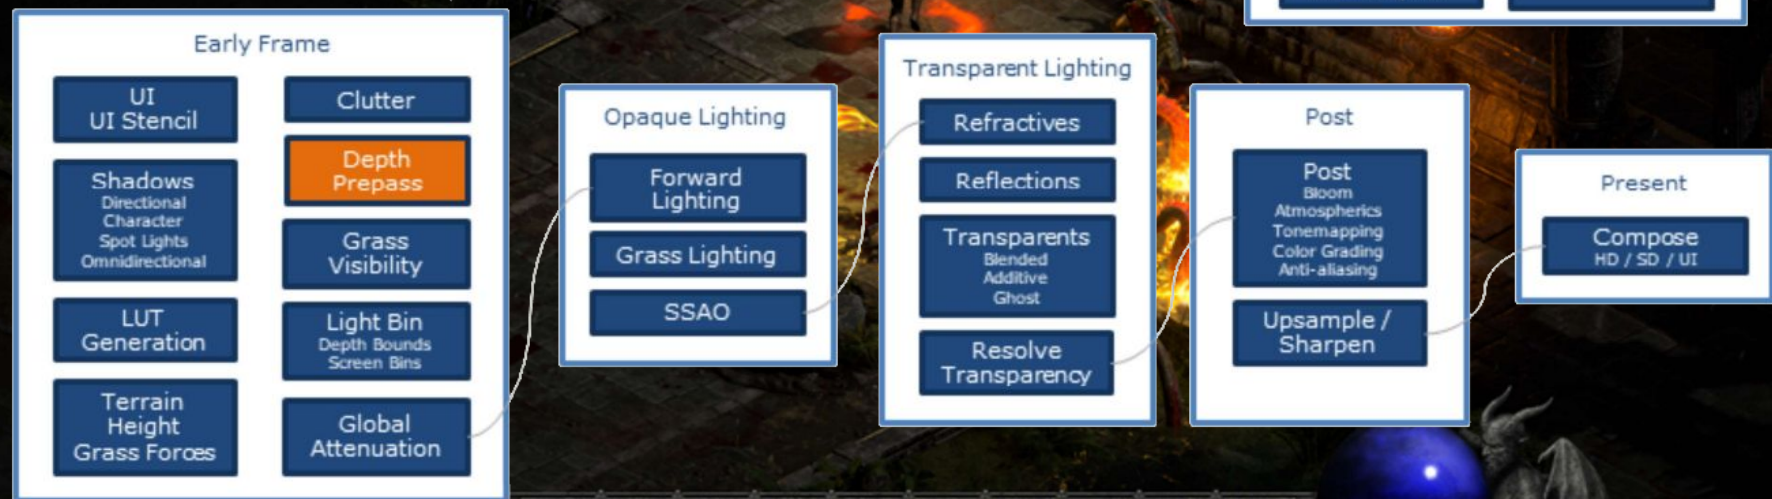 Early Frame
UI
UI Stencil
Shadows
Directional
Character
Spot Lights
Omnidirectional
LUT
Generation
Terrain
Height
Grass Forces
Clutter
Depth
Prepass
Grass
Visibility
Light Bin
Depth Bounds
Screen Bins
Global
Attenuation
Opaque Lighting
Forward
Lighting
Grass Lighting
SSAO
Transparent Lighting
Refractives
Reflections
Transparents
Blended
Additive
Ghost
Resolve
Transparency
Post
Post
Bloom
Atmospherics
Tonemapping
Color Grading
Anti-aliasing
Upsample /
Sharpen
Present
Compose
HD / SD / UI